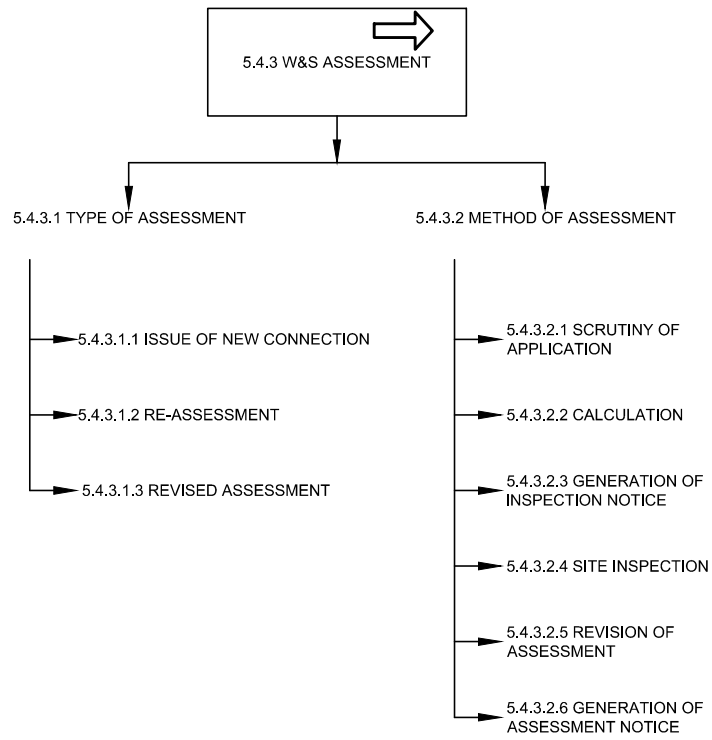 5.4.3 W&S ASSESSMENT
5.4.3.1 TYPE OF ASSESSMENT
5.4.3.1.1 ISSUE OF NEW CONNECTION
5.4.3.1.2 RE-ASSESSMENT
5.4.3.1.3 REVISED ASSESSMENT
5.4.3.2 METHOD OF ASSESSMENT
5.4.3.2.1 SCRUTINY OF
APPLICATION
5.4.3.2.2 CALCULATION
5.4.3.2.3 GENERATION OF
INSPECTION NOTICE
5.4.3.2.4 SITE INSPECTION
5.4.3.2.5 REVISION OF
ASSESSMENT
5.4.3.2.6 GENERATION OF
ASSESSMENT NOTICE